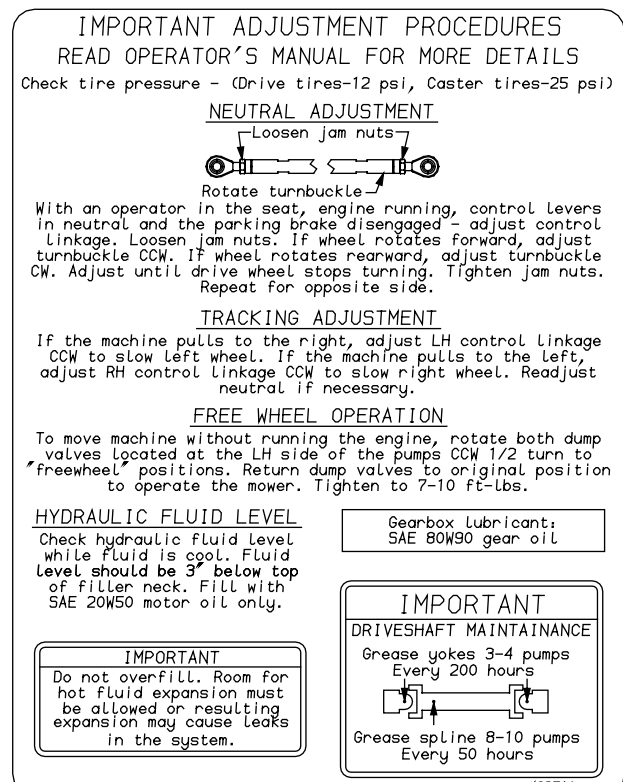 IMPORTANT ADJUSTMENT PROCEDURES
READ OPERATOR'S MANUAL FOR MORE DETAILS
Check tire pressure - (Drive tires-12 psi, Caster tires-25 psi)
NEUTRAL ADJUSTMENT
Loosen jam nuts
Rotate turnbuckle
With an operator in the seat, engine running, control levers
in neutral and the parking brake disengaged - adjust control
linkage. Loosen jam nuts. If wheel rotates forward, adjust
turnbuckle CCW. If wheel rotates rearward, adjust turnbuckle
CW. Adjust until drive wheel stops turning. Tighten jam nuts.
Repeat for opposite side.
TRACKING ADJUSTMENT
If the machine pulls to the right, adjust LH control linkage
CCW to slow left wheel. If the machine pulls to the left,
adjust RH control linkage CCW to slow right wheel. Readjust
neutral if necessary.
FREE WHEEL OPERATION
To move machine without running the engine, rotate both dump
valves located at the LH side of the pumps CCW 1/2 turn to
"freewheel" positions. Return dump valves to original position
to operate the mower. Tighten to 7-10 ft-lbs.
HYDRAULIC FLUID LEVEL
Check hydraulic fluid level
while fluid is cool. Fluid
level should be 3" below top
of filler neck. Fill with
SAE 20W50 motor oil only.
IMPORTANT
Do not overfill. Room for
hot fluid expansion must
be allowed or resulting
expansion may cause leaks
in the system.
Gearbox lubricant:
SAE 80W90 gear oil
IMPORTANT
DRIVESHAFT MAINTAINANCE
Grease yokes 3-4 pumps
Every 200 hours
Grease spline 8-10 pumps
Every 50 hours